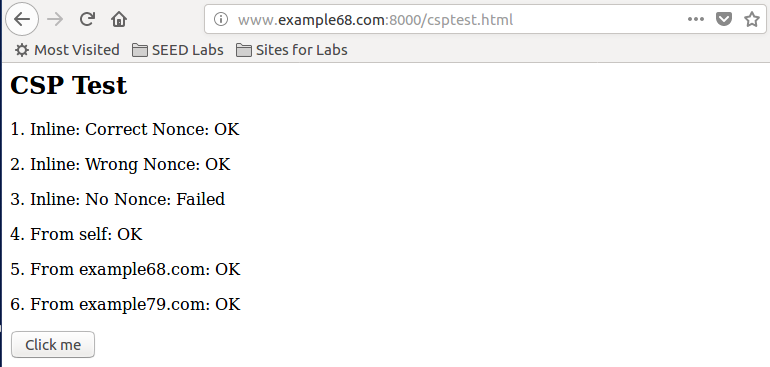 www.example68.com:8000/csptest.html
Most Visited SEED Labs Sites for Labs
CSP Test
1. Inline: Correct Nonce: OK
2. Inline: Wrong Nonce: OK
3. Inline: No Nonce: Failed
4. From self: OK
5. From example68.com: OK
6. From example79.com: OK
Click me